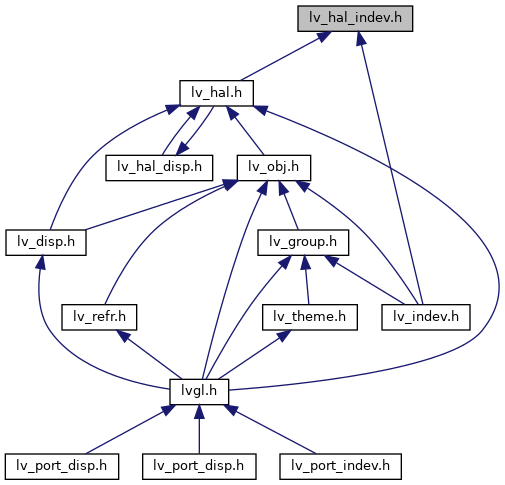 lv_hal_indev.h
lv_hal.h
lv_hal_disp.h
lv_obj.h
lv_disp.h
lv_group.h
lv_refr.h
lv_theme.h
lv_indev.h
lvgl.h
lv_port_disp.h
lv_port_disp.h
lv_port_indev.h